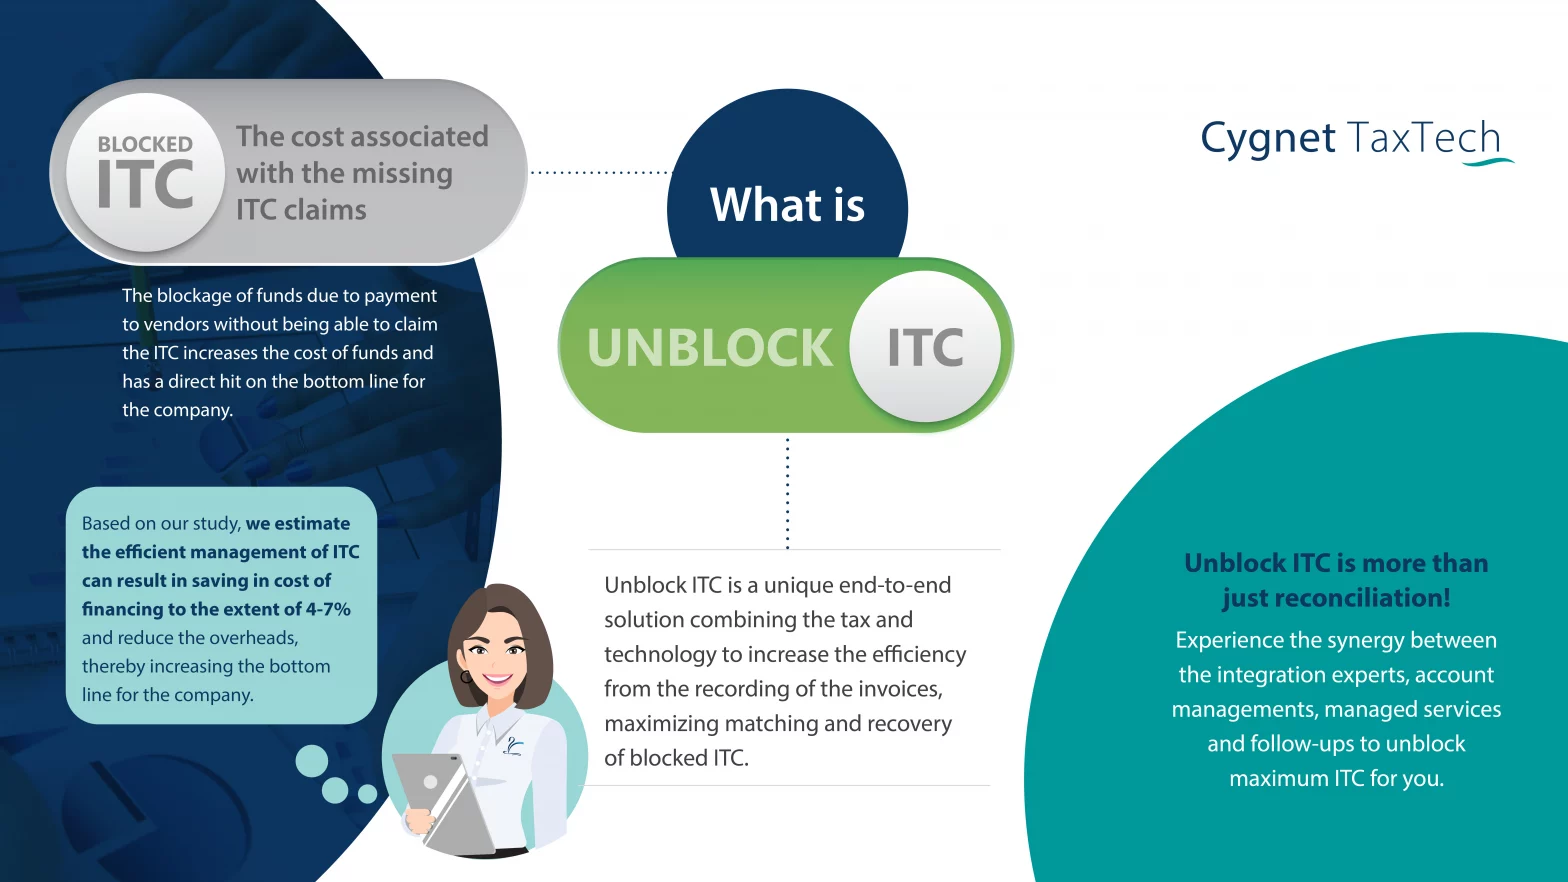 BLOCKED
ITC
The cost associated
with the missing
ITC claims
The blockage of funds due to payment
to vendors without being able to claim
the ITC increases the cost of funds and
has a direct hit on the bottom line for
the company.
Based on our study, we estimate
the efficient management of ITC
can result in saving in cost of
financing to the extent of 4-7%
and reduce the overheads,
thereby increasing the bottom
line for the company.
What is
UNBLOCK ITC
Unblock ITC is a unique end-to-end
solution combining the tax and
technology to increase the efficiency
from the recording of the invoices,
maximizing matching and recovery
of blocked ITC.
Cygnet TaxTech
Unblock ITC is more than
just reconciliation!
Experience the synergy between
the integration experts, account
managements, managed services
and follow-ups to unblock
maximum ITC for you.